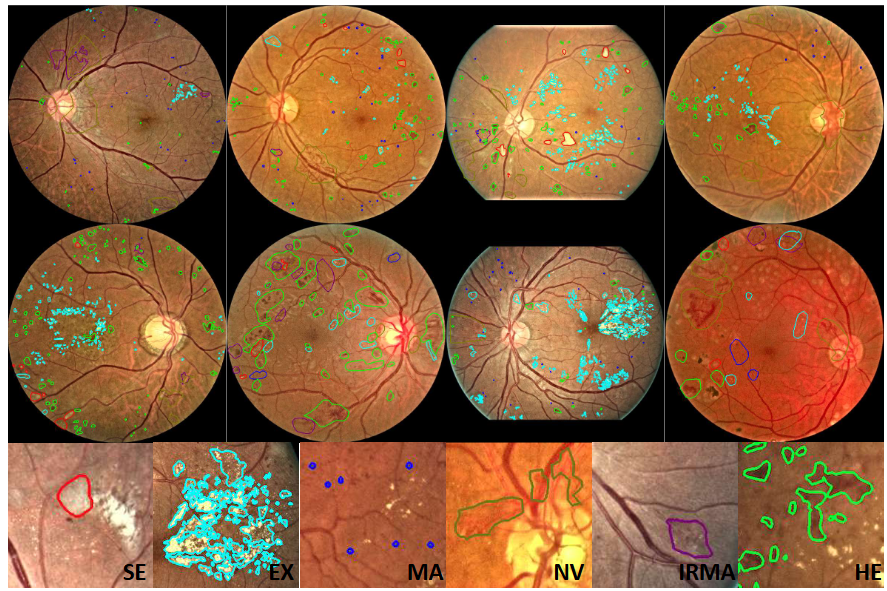 SE EX MA NV IRMA HE